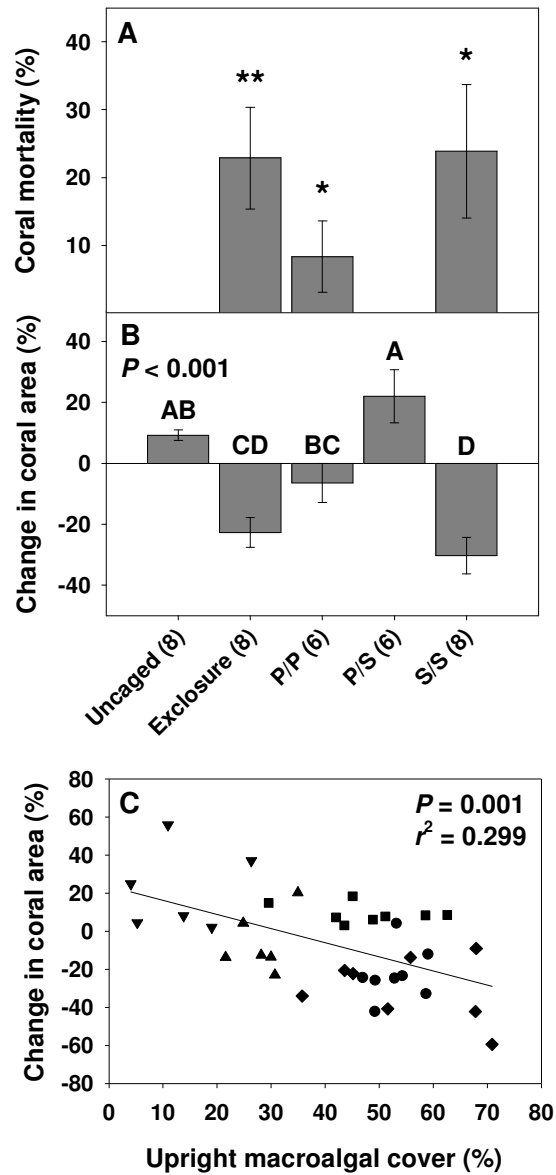 A
Coral mortality (%)
40
30
20
10
**
*
*
B
P < 0.001
Change in coral area (%)
40
20
0
-20
-40
AB
CD
BC
A
D
Uncaged (8)
Exclosure (8)
P/P (6)
P/S (6)
S/S (8)
C
P = 0.001
r² = 0.299
Change in coral area (%)
80
60
40
20
0
-20
-40
-60
-80
0 10 20 30 40 50 60 70 80
Upright macroalgal cover (%)